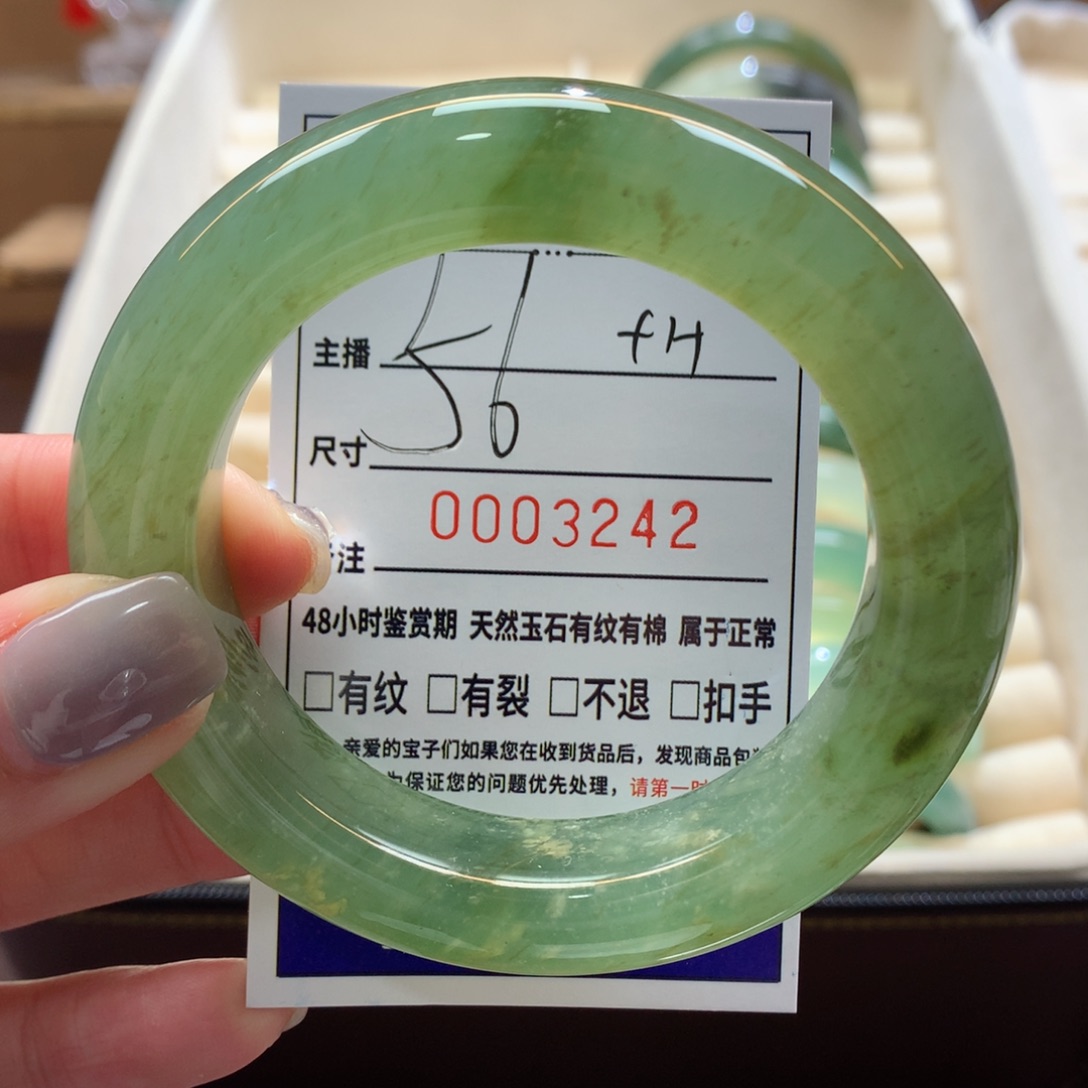 主播
56 fH
尺寸
0003242
注
48小时鉴赏期 天然玉石有纹有棉 属于正常
□有纹 □有裂 □不退 □扣手
亲爱的宝子们如果您在收到货品后，发现商品包
保证您的问题优先处理，请第一时